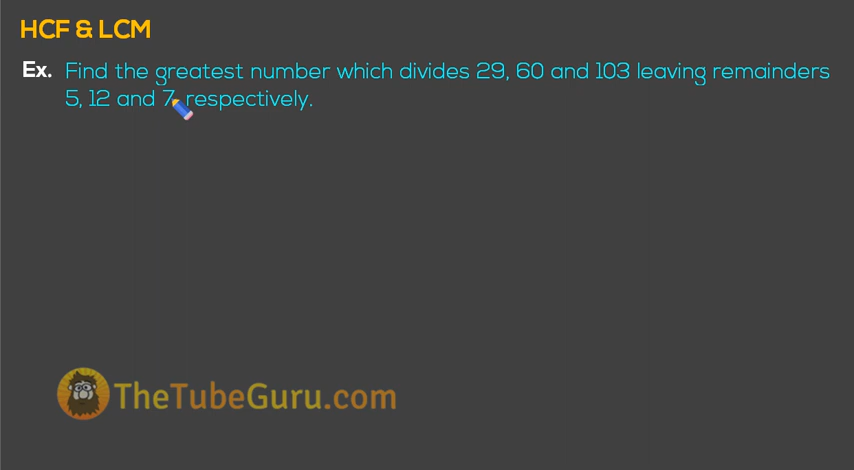 HCF & LCM
Ex. Find the greatest number which divides 29, 60 and 103 leaving remainders
5, 12 and 7 respectively.
TheTubeGuru.com